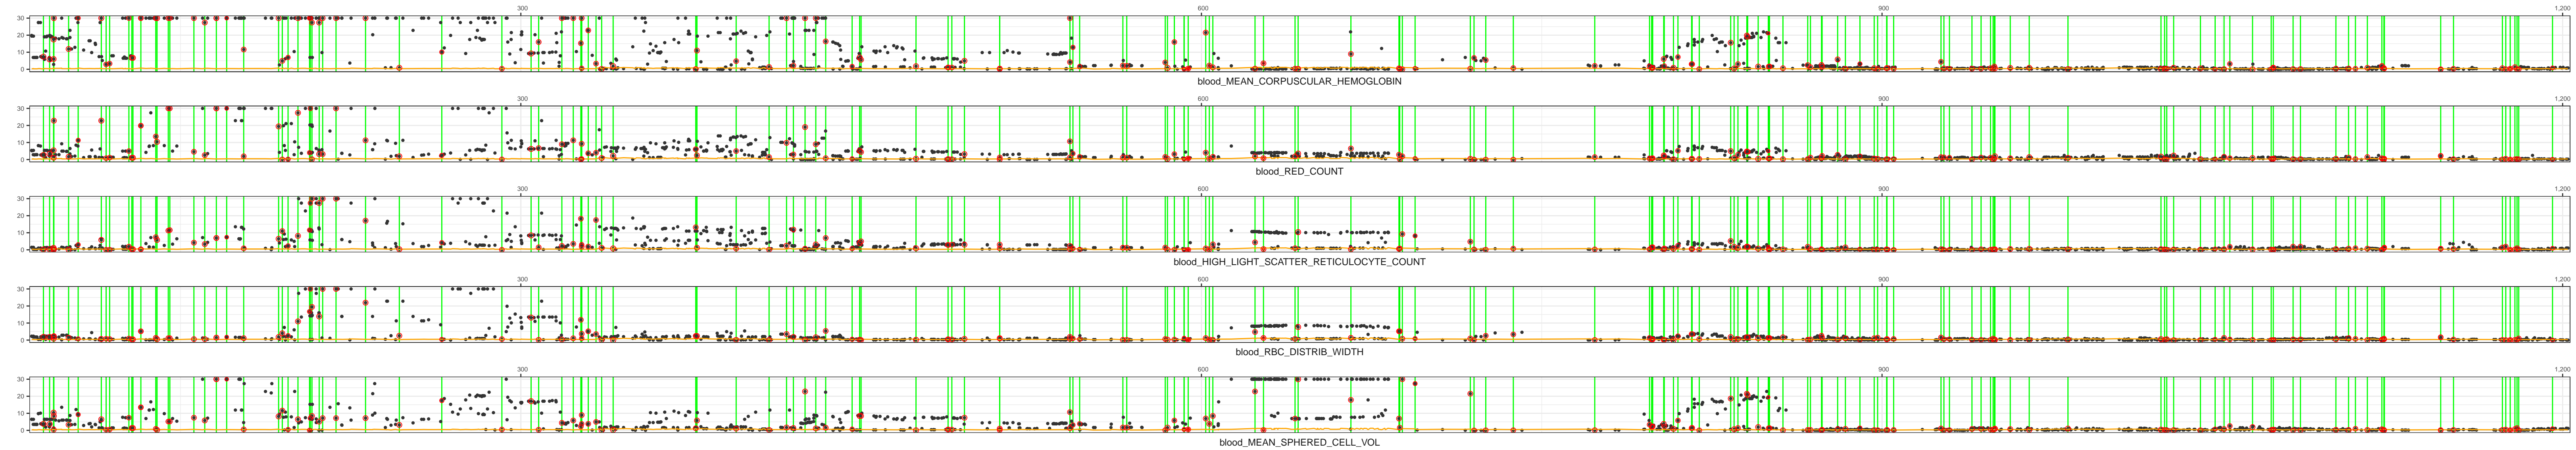 300 600 900 1,200
30
20
10
0
blood_MEAN_CORPUSCULAR_HEMOGLOBIN
300 600 900 1,200
30
20
10
0
blood_RED_COUNT
300 600 900 1,200
30
20
10
0
blood_HIGH_LIGHT_SCATTER_RETICULOCYTE_COUNT
300 600 900 1,200
30
20
10
0
blood_RBC_DISTRIB_WIDTH
300 600 900 1,200
30
20
10
0
blood_MEAN_SPHERED_CELL_VOL